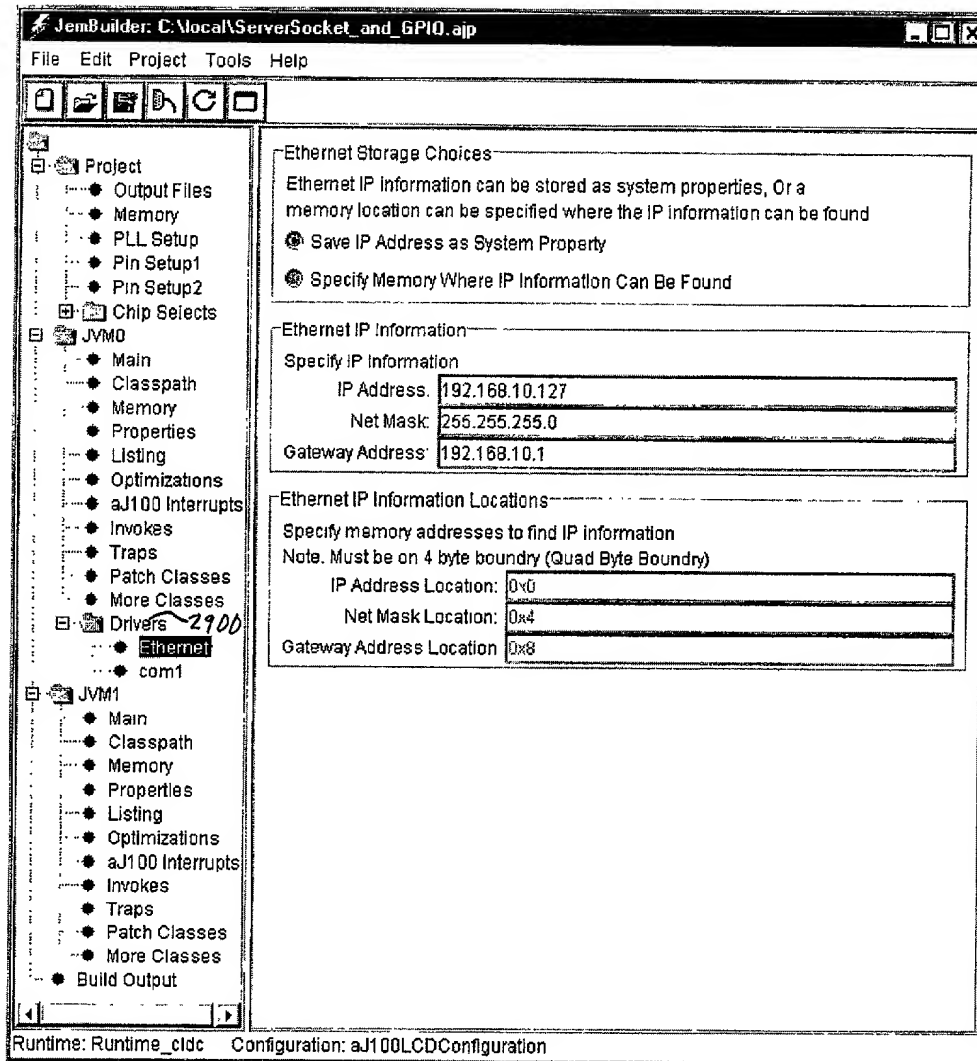 JemBuilder: C:\local\ServerSocket_and_GPIO.ajp
File Edit Project Tools Help
Project
Output Files
Memory
PLL Setup
Pin Setup1
Pin Setup2
Chip Selects
JVM0
Main
Classpath
Memory
Properties
Listing
Optimizations
aJ100 Interrupts
Invokes
Traps
Patch Classes
More Classes
Drivers 2900
Ethernet
com1
JVM1
Main
Classpath
Memory
Properties
Listing
Optimizations
aJ100 Interrupts
Invokes
Traps
Patch Classes
More Classes
Build Output
Ethernet Storage Choices
Ethernet IP Information can be stored as system properties, Or a
memory location can be specified where the IP information can be found
Save IP Address as System Property
Specify Memory Where IP Information Can Be Found
Ethernet IP Information
Specify IP Information
IP Address. 192.168.10.127
Net Mask: 255.255.255.0
Gateway Address: 192.168.10.1
Ethernet IP Information Locations
Specify memory addresses to find IP information
Note. Must be on 4 byte boundry (Quad Byte Boundry)
IP Address Location: 0x0
Net Mask Location: 0x4
Gateway Address Location 0x8
Runtime: Runtime_cldc Configuration: aJ100LCDConfiguration